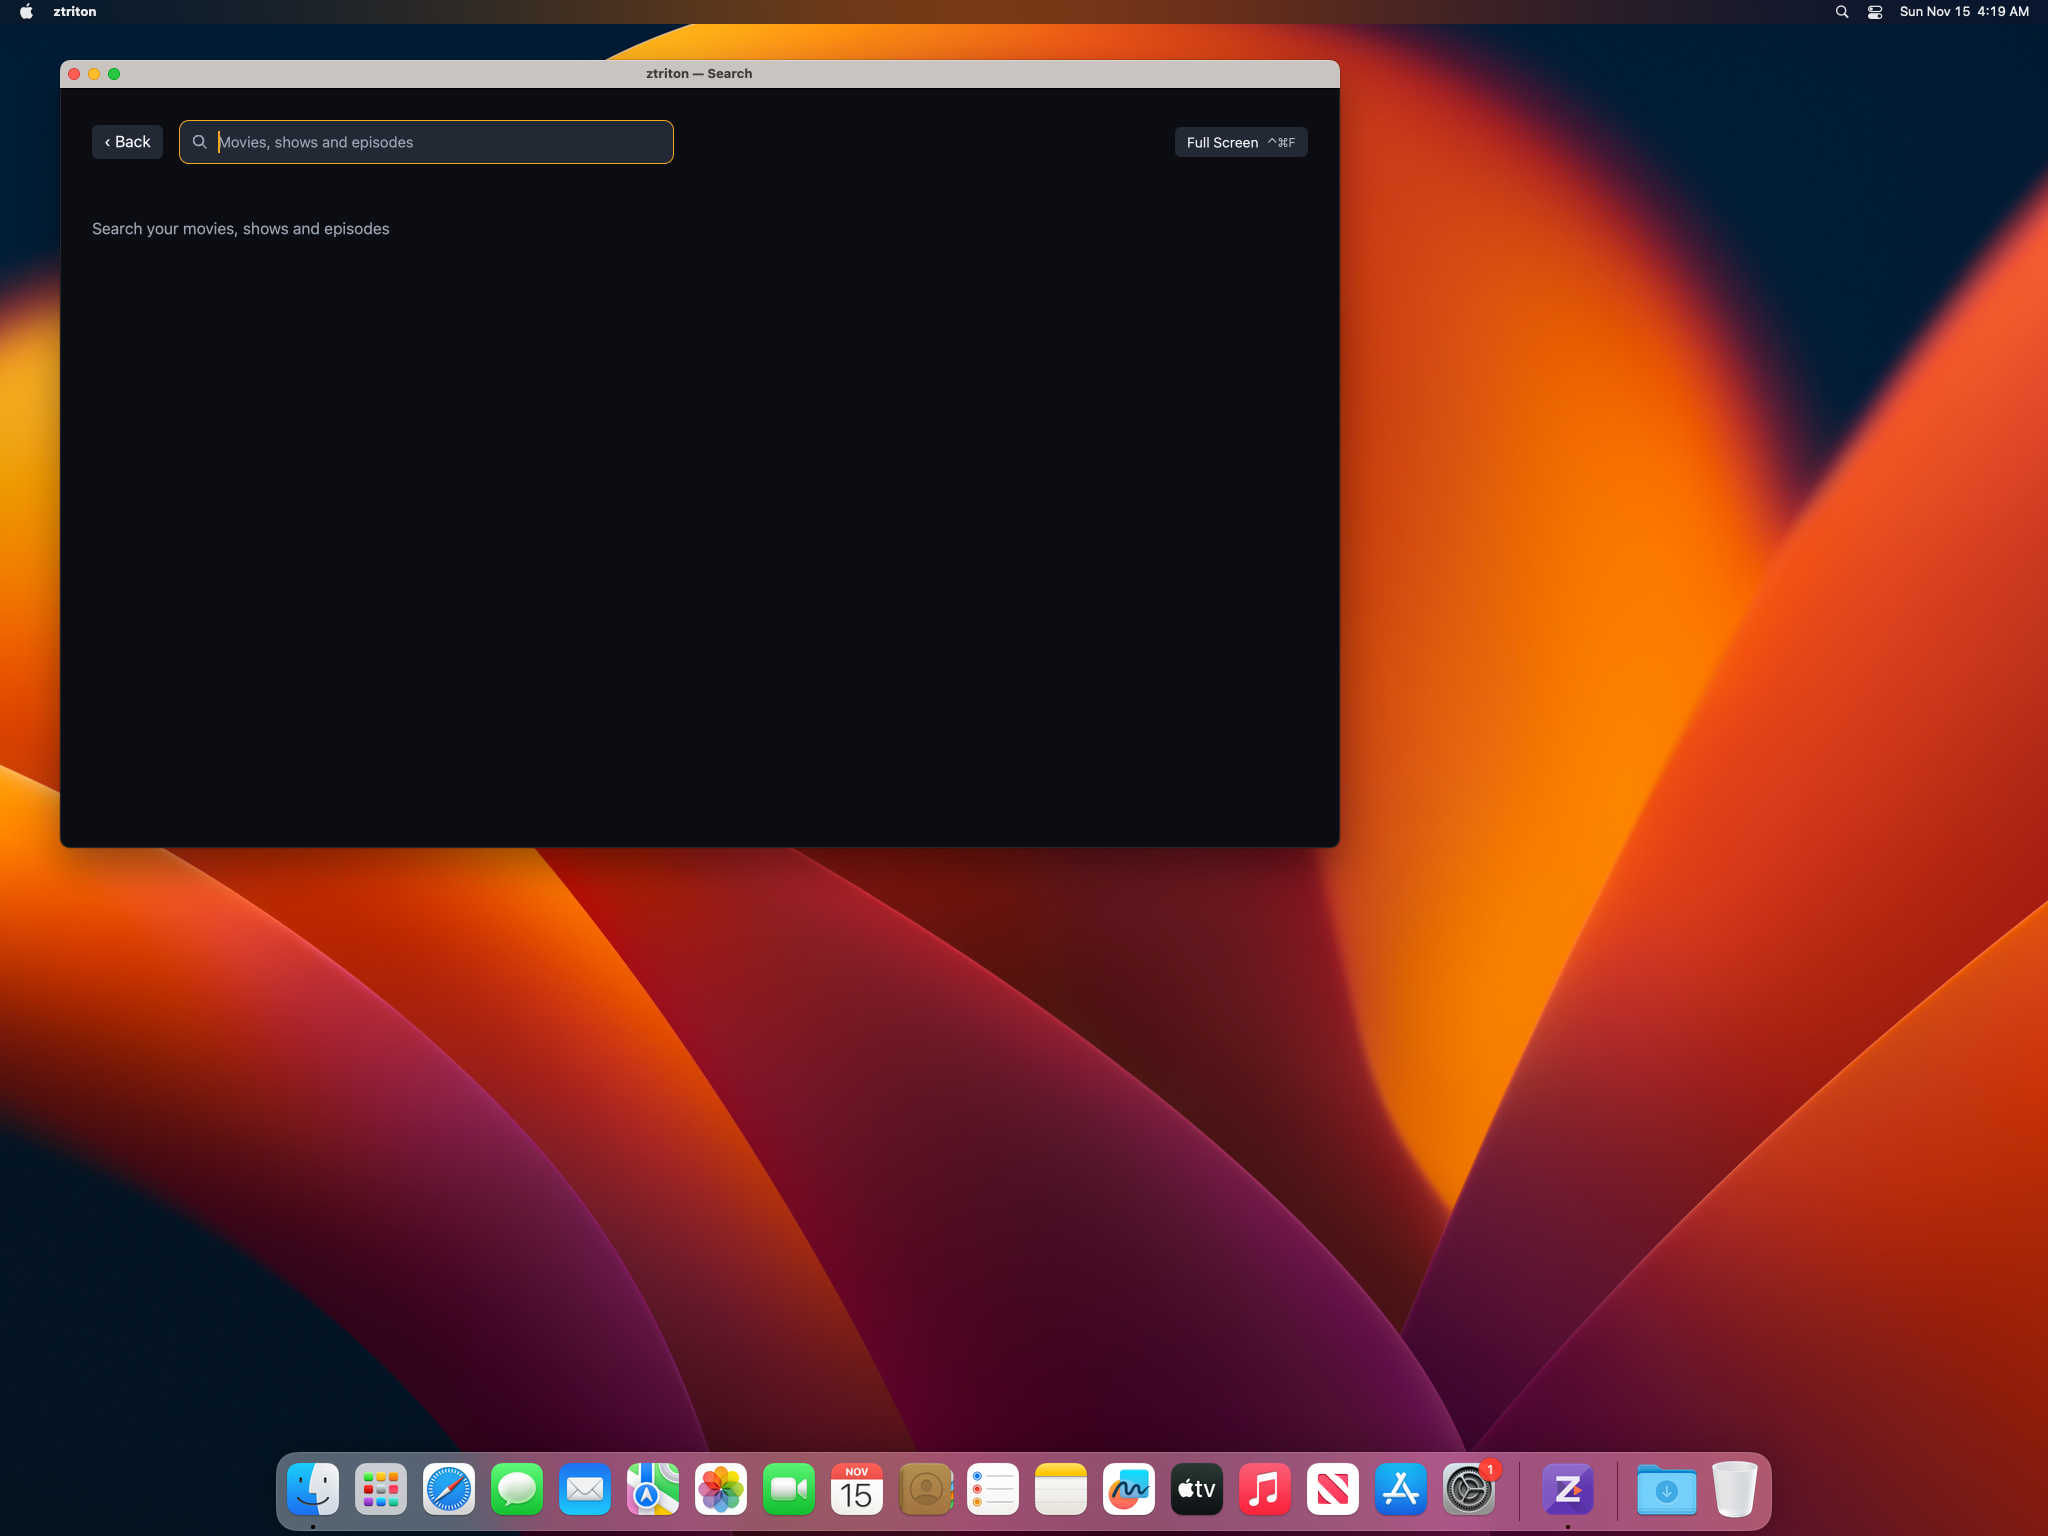 ztriton
Sun Nov 15 4:19 AM
ztriton — Search
‹ Back
Movies, shows and episodes
Full Screen ^⌘F
Search your movies, shows and episodes
NOV
15
tv
1
Z